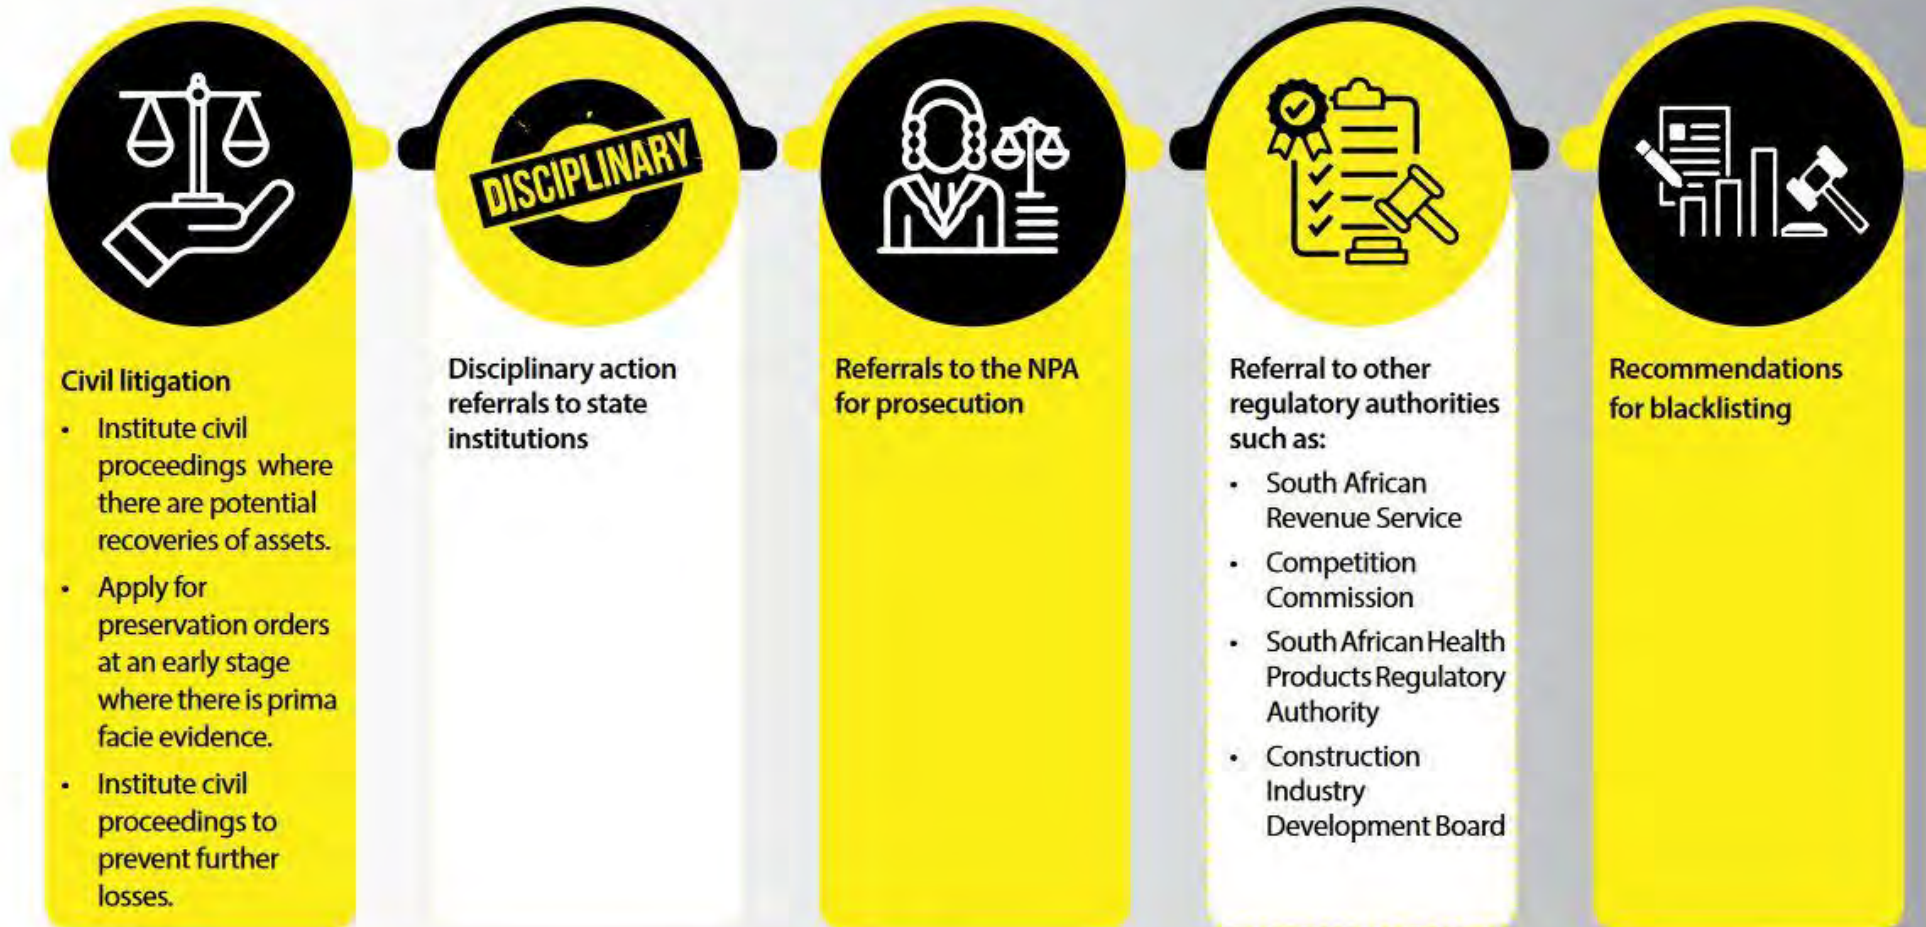 Civil litigation
• Institute civil
proceedings where
there are potential
recoveries of assets.
• Apply for
preservation orders
at an early stage
where there is prima
facie evidence.
• Institute civil
proceedings to
prevent further
losses.
DISCIPLINARY
Disciplinary action
referrals to state
institutions
Referrals to the NPA
for prosecution
Referral to other
regulatory authorities
such as:
• South African
Revenue Service
• Competition
Commission
• South African Health
Products Regulatory
Authority
• Construction
Industry
Development Board
Recommendations
for blacklisting